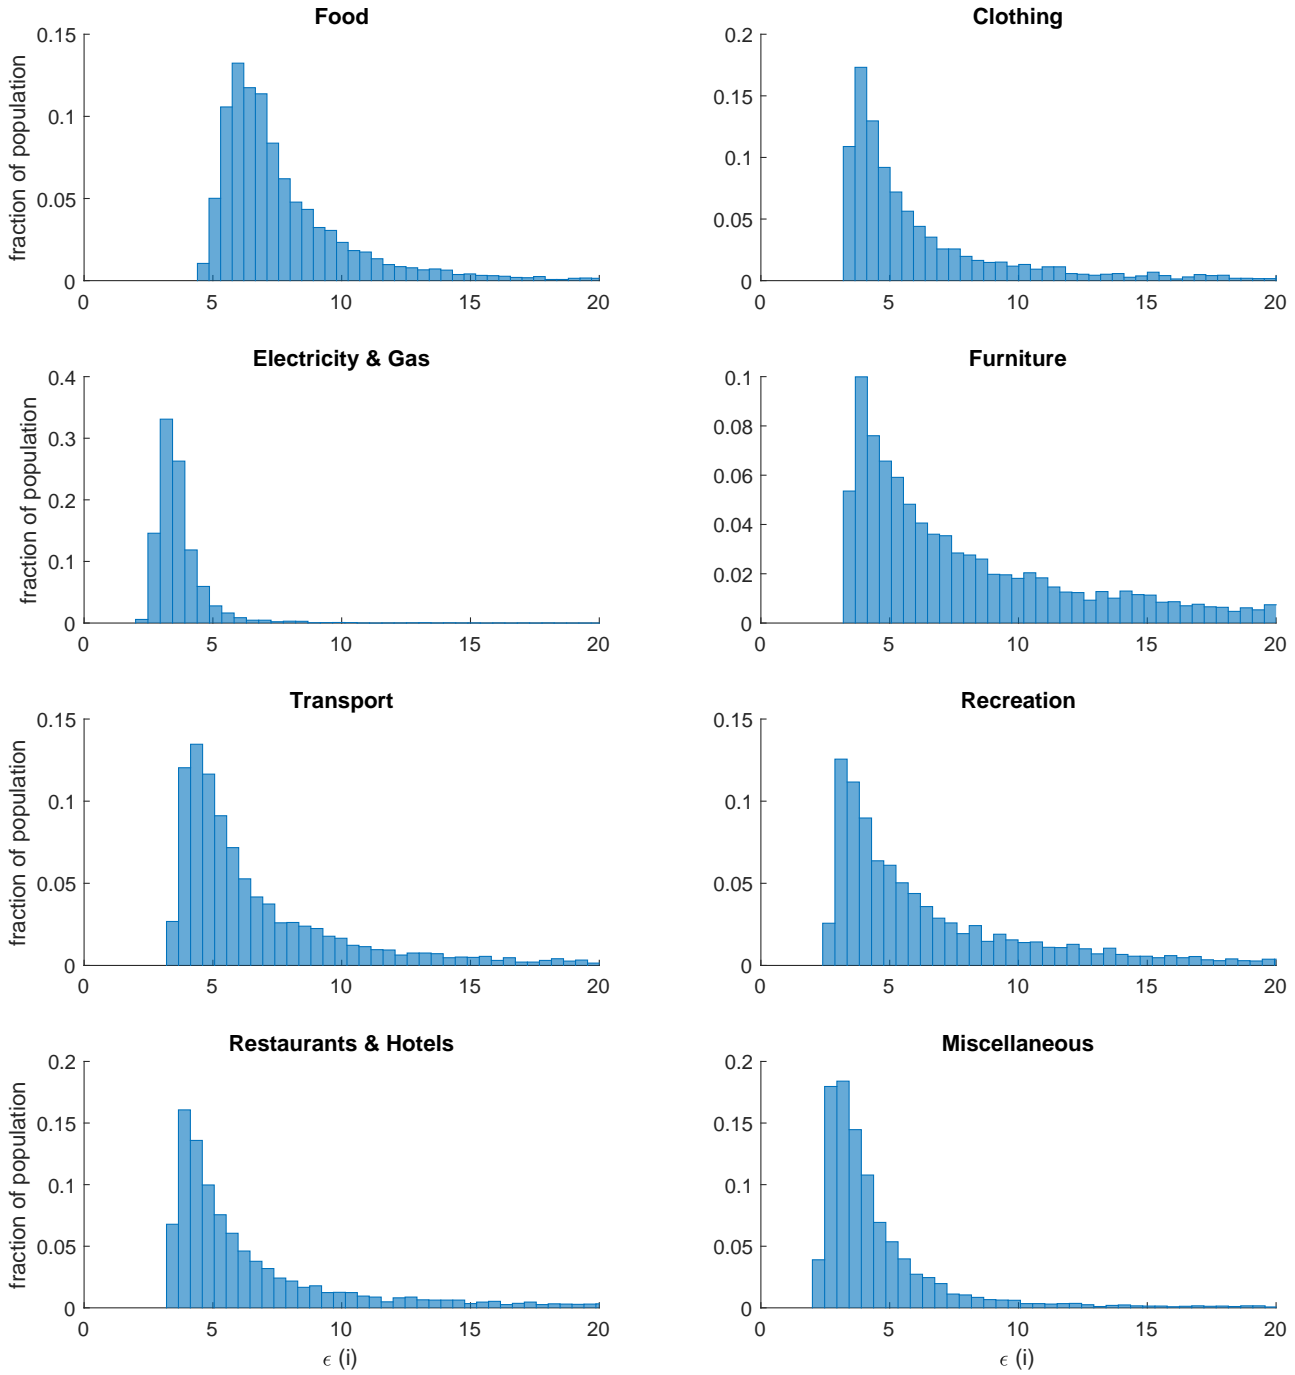 Food
fraction of population
0.15
0.1
0.05
0
0 5 10 15 20
Clothing
0.2
0.15
0.1
0.05
0
0 5 10 15 20
Electricity & Gas
fraction of population
0.4
0.3
0.2
0.1
0
0 5 10 15 20
Furniture
0.1
0.08
0.06
0.04
0.02
0
0 5 10 15 20
Transport
fraction of population
0.15
0.1
0.05
0
0 5 10 15 20
Recreation
0.15
0.1
0.05
0
0 5 10 15 20
Restaurants & Hotels
fraction of population
0.2
0.15
0.1
0.05
0
0 5 10 15 20
ϵ (i)
Miscellaneous
0.2
0.15
0.1
0.05
0
0 5 10 15 20
ϵ (i)